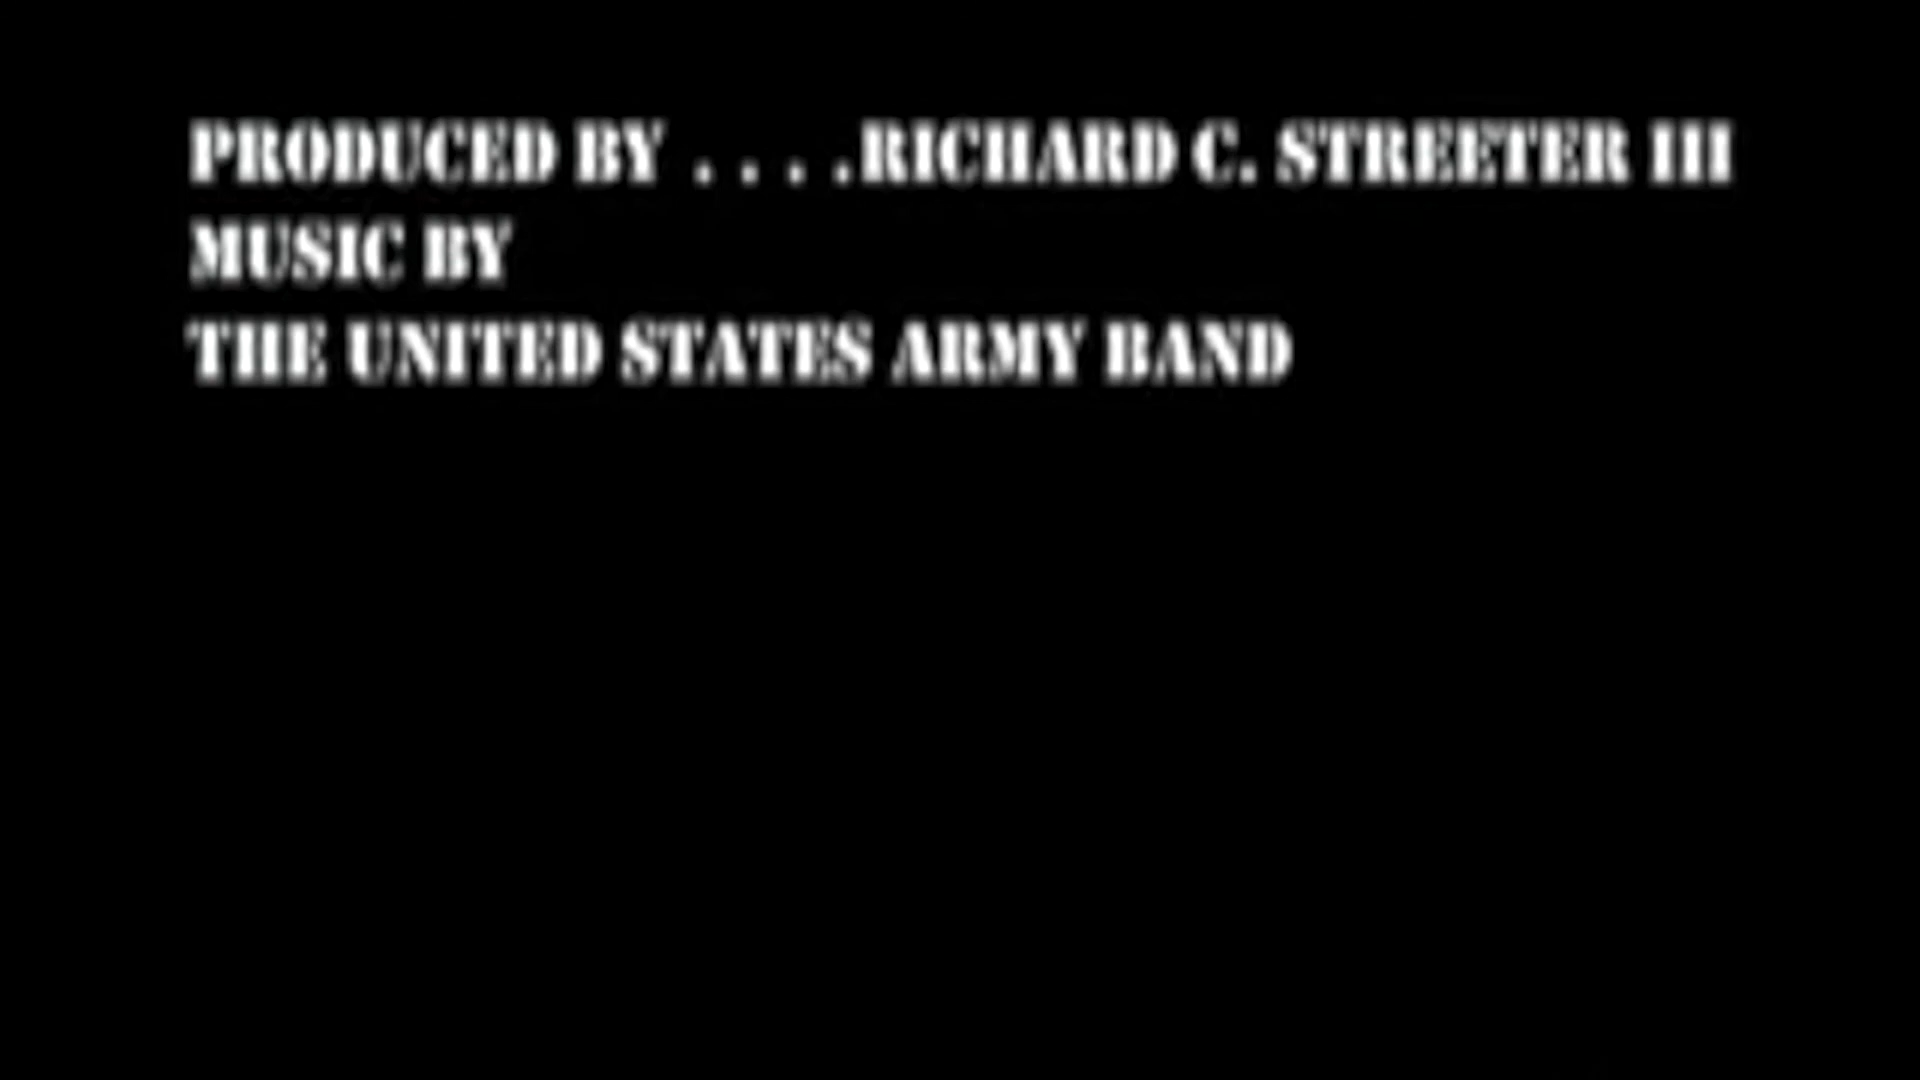 PRODUCED BY . . . .RICHARD C. STREETER III
MUSIC BY
THE UNITED STATES ARMY BAND